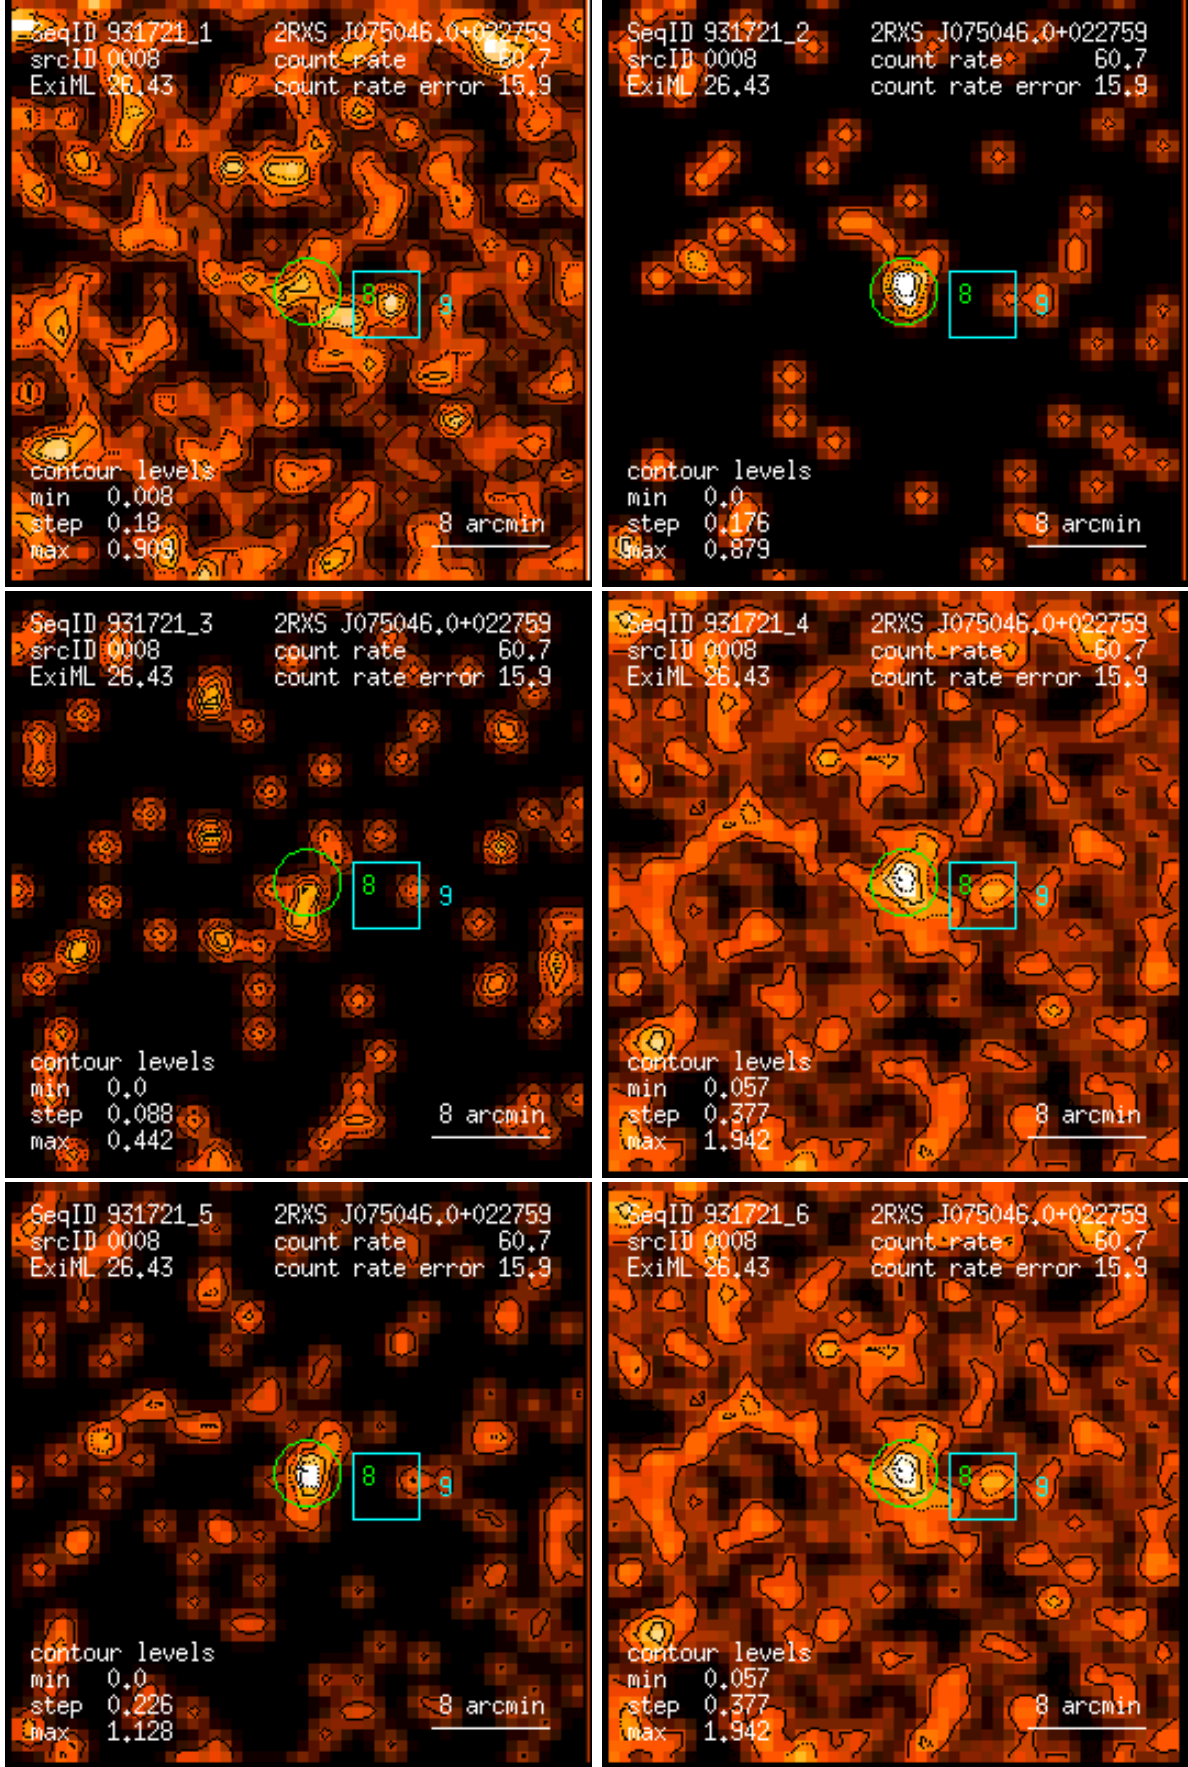 SeqID 931721_1 2RXS J075046.0+022759
srcID 0008 count rate 60.7
ExiML 26.43 count rate error 15.9
8 9
contour levels
min 0.008
step 0.18 8 arcmin
max 0.909
SeqID 931721_2 2RXS J075046.0+022759
srcID 0008 count rate 60.7
ExiML 26.43 count rate error 15.9
8 9
contour levels
min 0.0
step 0.176 8 arcmin
max 0.879
SeqID 931721_3 2RXS J075046.0+022759
srcID 0008 count rate 60.7
ExiML 26.43 count rate error 15.9
8 9
contour levels
min 0.0
step 0.088 8 arcmin
max 0.442
SeqID 931721_4 2RXS J075046.0+022759
srcID 0008 count rate 60.7
ExiML 26.43 count rate error 15.9
8 9
contour levels
min 0.057
step 0.377 8 arcmin
max 1.942
SeqID 931721_5 2RXS J075046.0+022759
srcID 0008 count rate 60.7
ExiML 26.43 count rate error 15.9
8 9
contour levels
min 0.0
step 0.226 8 arcmin
max 1.128
SeqID 931721_6 2RXS J075046.0+022759
srcID 0008 count rate 60.7
ExiML 26.43 count rate error 15.9
8 9
contour levels
min 0.057
step 0.377 8 arcmin
max 1.942